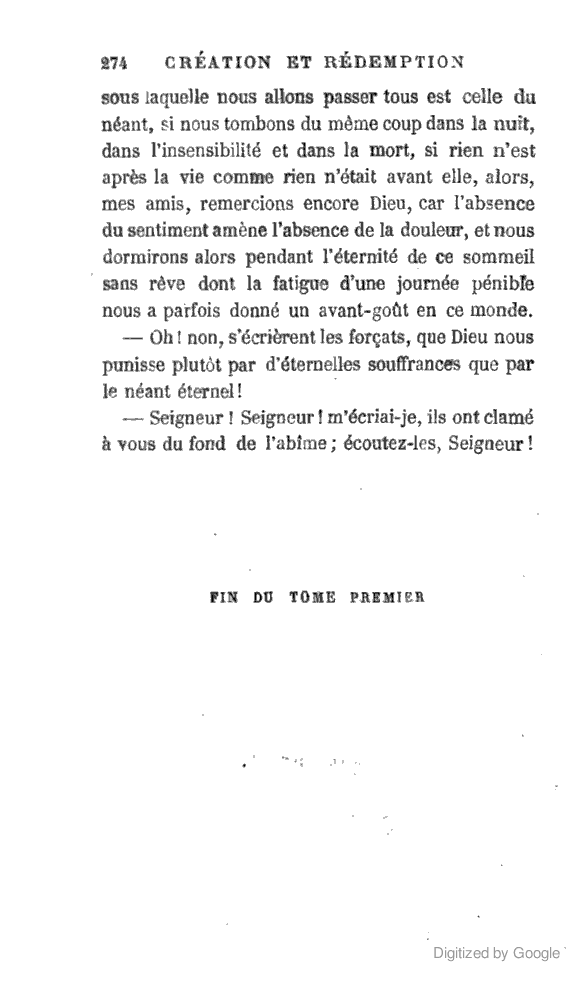 274 CRÉATION ET RÉDEMPTION
sous laquelle nous allons passer tous est celle du
néant, si nous tombons du même coup dans la nuit,
dans l'insensibilité et dans la mort, si rien n'est
après la vie comme rien n'était avant elle, alors,
mes amis, remercions encore Dieu, car l'absence
du sentiment amène l'absence de la douleur, et nous
dormirons alors pendant l'éternité de ce sommeil
sans rêve dont la fatigue d'une journée pénible
nous a parfois donné un avant-goût en ce monde.
— Oh ! non, s'écrièrent les forçats, que Dieu nous
punisse plutôt par d'éternelles souffrances que par
le néant éternel !
— Seigneur ! Seigneur ! m'écriai-je, ils ont clamé
à vous du fond de l'abîme ; écoutez-les, Seigneur !
FIN DU TOME PREMIER
Digitized by Google